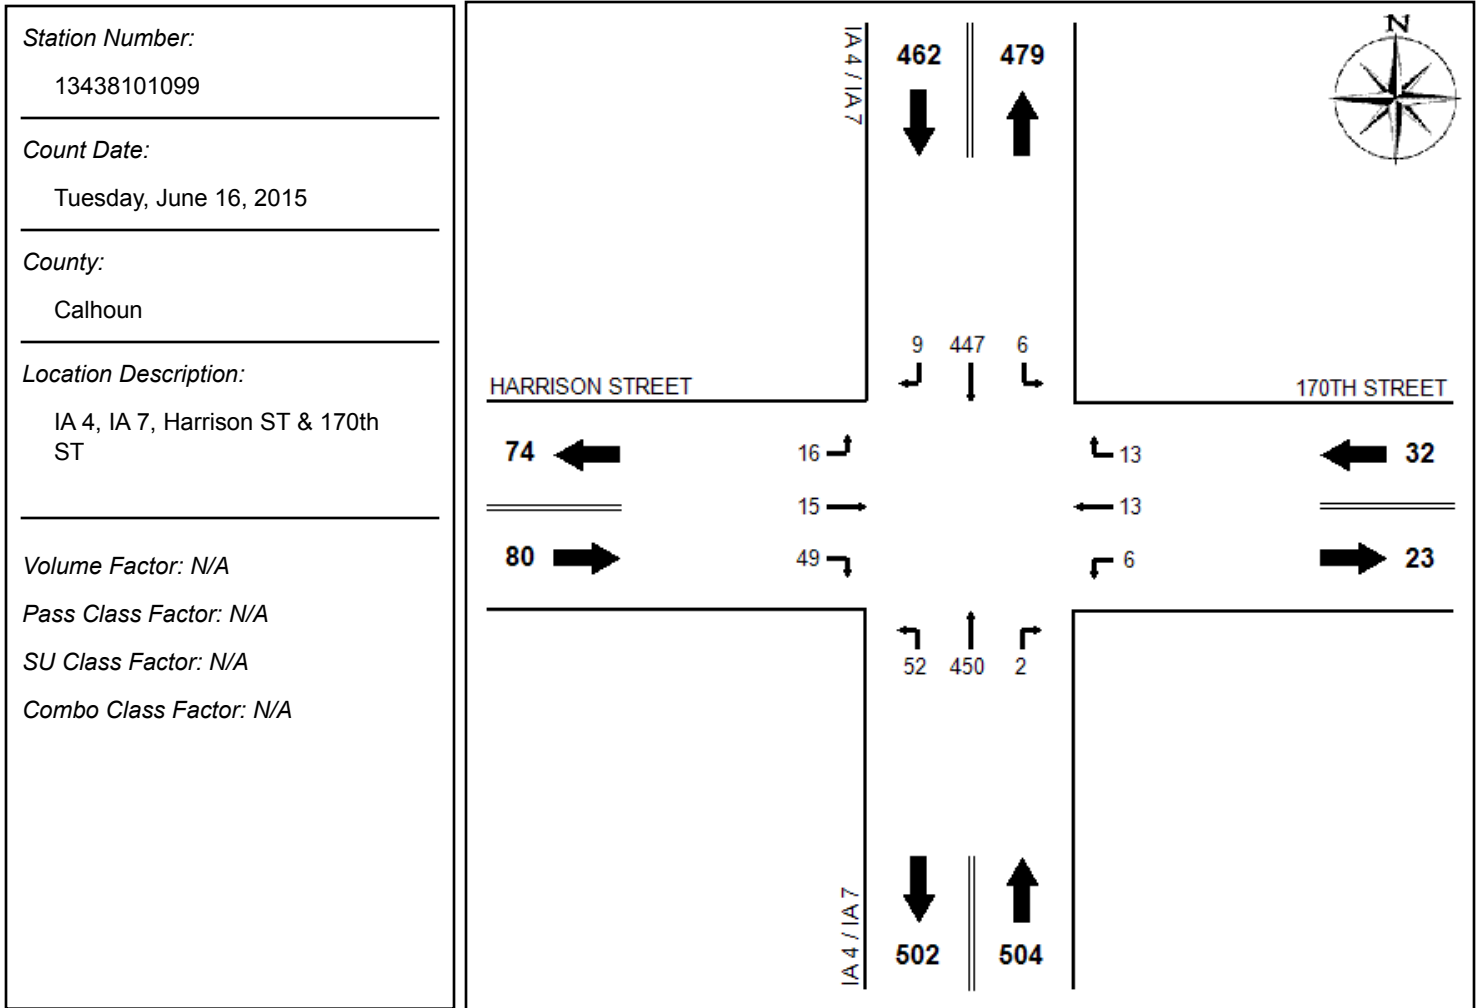 Station Number:
13438101099
Count Date:
Tuesday, June 16, 2015
County:
Calhoun
Location Description:
IA 4, IA 7, Harrison ST & 170th
ST
Volume Factor: N/A
Pass Class Factor: N/A
SU Class Factor: N/A
Combo Class Factor: N/A
N
IA 4 / IA 7
462 479
9 447 6
HARRISON STREET
170TH STREET
74 16 13 32
15 13
80 49 6 23
52 450 2
IA 4 / IA 7
502 504